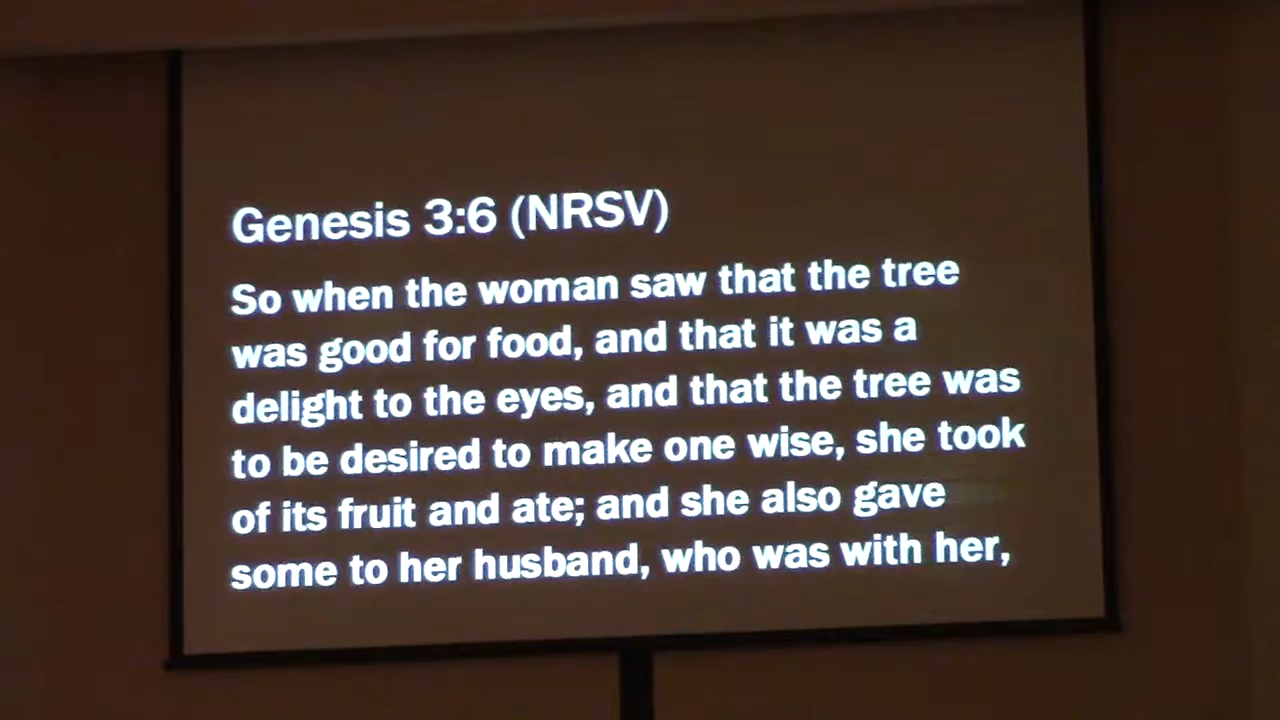 Genesis 3:6 (NRSV)
So when the woman saw that the tree
was good for food, and that it was a
delight to the eyes, and that the tree was
to be desired to make one wise, she took
of its fruit and ate; and she also gave
some to her husband, who was with her,